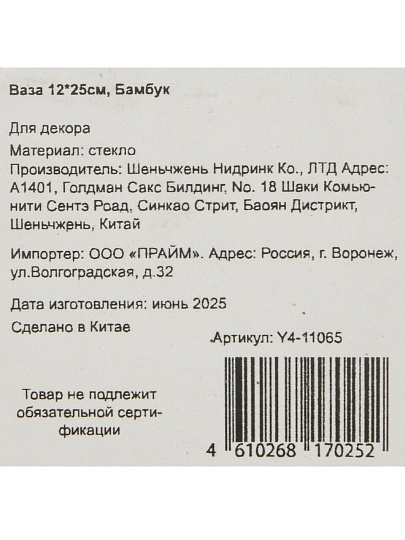 Ваза 12*25см, Бамбук
Для декора
Материал: стекло
Производитель: Шеньчжень Нидринк Ко., ЛТД Адрес:
А1401, Голдман Сакс Билдинг, No. 18 Шаки Комью-
нити Сентэ Роад, Синкао Стрит, Баоян Дистрикт,
Шеньчжень, Китай
Импортер: ООО «ПРАЙМ». Адрес: Россия, г. Воронеж,
ул.Волгоградская, д.32
Дата изготовления: июнь 2025
Сделано в Китае
Артикул: Y4-11065
Товар не подлежит
обязательной серти-
фикации
4 610268 170252